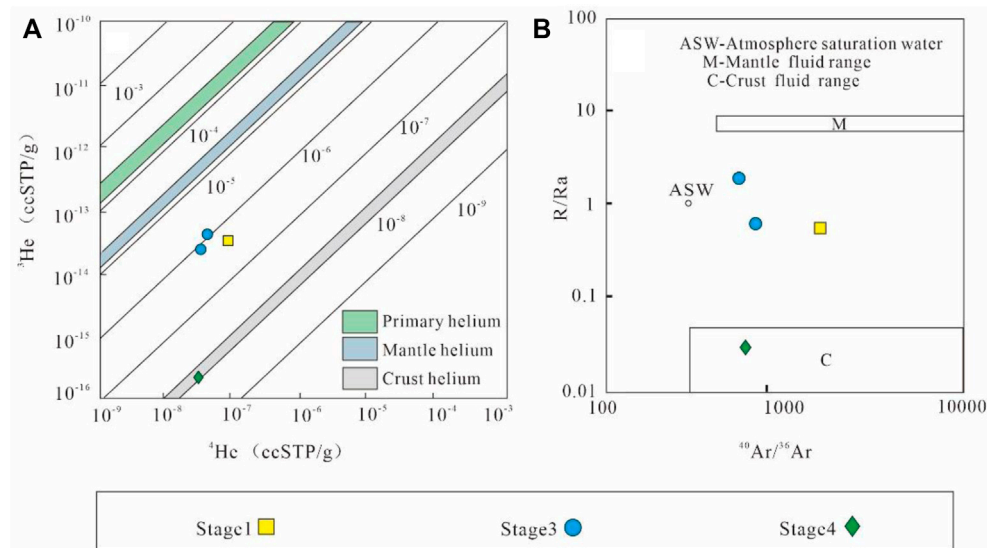 A
10⁻¹⁰
10⁻¹¹
10⁻¹²
10⁻¹³
10⁻¹⁴
10⁻¹⁵
10⁻¹⁶
³He (ccSTP/g)
10⁻³
10⁻⁴
10⁻⁵
10⁻⁶
10⁻⁷
10⁻⁸
10⁻⁹
Primary helium
Mantle helium
Crust helium
10⁻⁹ 10⁻⁸ 10⁻⁷ 10⁻⁶ 10⁻⁵ 10⁻⁴ 10⁻³
⁴He (ccSTP/g)
B
100
10
1
0.1
0.01
R/Ra
ASW-Atmosphere saturation water
M-Mantle fluid range
C-Crust fluid range
M
ASW
C
100 1000 10000
⁴⁰Ar/³⁶Ar
Stage1 Stage3 Stage4